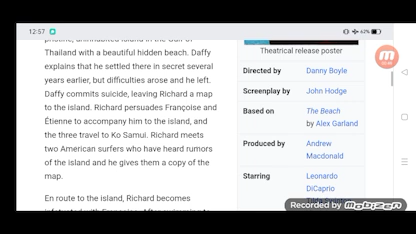 12:57
62%
pristine, uninhabited island in the Gulf of
Thailand with a beautiful hidden beach. Daffy
explains that he settled there in secret several
years earlier, but difficulties arose and he left.
Daffy commits suicide, leaving Richard a map
to the island. Richard persuades Françoise and
Étienne to accompany him to the island, and
the three travel to Ko Samui. Richard meets
two American surfers who have heard rumors
of the island and he gives them a copy of the
map.
En route to the island, Richard becomes
Theatrical release poster
Directed by Danny Boyle
Screenplay by John Hodge
Based on The Beach
by Alex Garland
Produced by Andrew
Macdonald
Starring Leonardo
DiCaprio
Recorded by mobizen